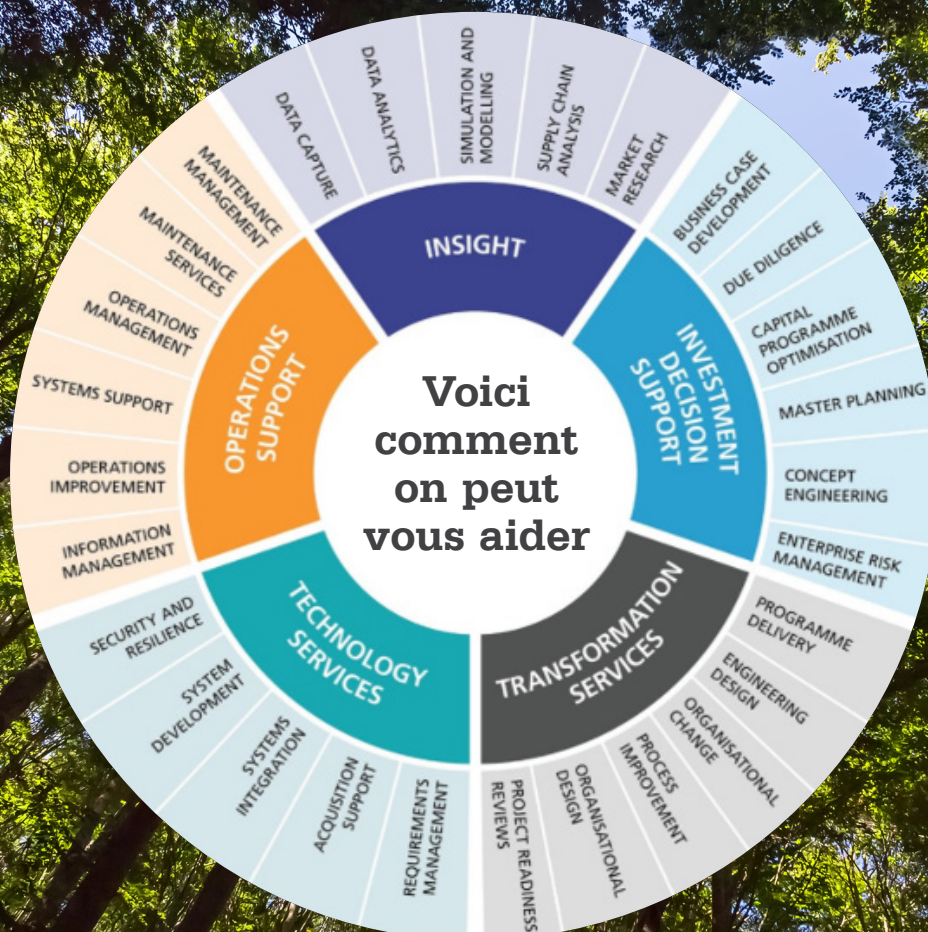 Voici
comment
on peut
vous aider
INSIGHT
DATA CAPTURE
DATA ANALYTICS
SIMULATION AND
MODELLING
SUPPLY CHAIN
ANALYSIS
MARKET
RESEARCH
INVESTMENT
DECISION
SUPPORT
BUSINESS CASE
DEVELOPMENT
DUE DILIGENCE
CAPITAL
PROGRAMME
OPTIMISATION
MASTER PLANNING
CONCEPT
ENGINEERING
ENTERPRISE RISK
MANAGEMENT
TRANSFORMATION
SERVICES
PROGRAMME
DELIVERY
ENGINEERING
DESIGN
ORGANISATIONAL
CHANGE
PROCESS
IMPROVEMENT
ORGANISATIONAL
DESIGN
PROJECT READINESS
REVIEWS
TECHNOLOGY
SERVICES
REQUIREMENTS
MANAGEMENT
ACQUISITION
SUPPORT
SYSTEMS
INTEGRATION
SYSTEM
DEVELOPMENT
SECURITY AND
RESILIENCE
OPERATIONS
SUPPORT
INFORMATION
MANAGEMENT
OPERATIONS
IMPROVEMENT
SYSTEMS SUPPORT
OPERATIONS
MANAGEMENT
MAINTENANCE
SERVICES
MAINTENANCE
MANAGEMENT